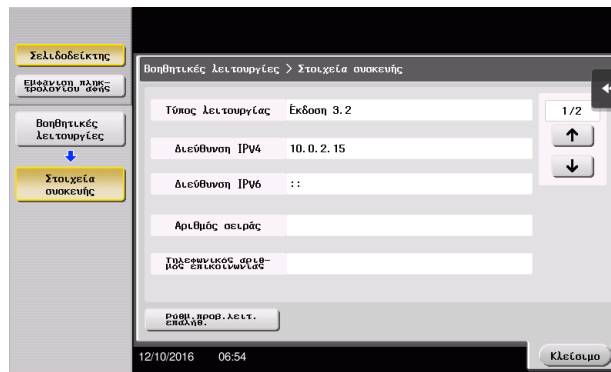 Σελιδοδείκτης
Εμφάνιση πληκ-
τρολογίου αφής
Βοηθητικές
λειτουργίες
Στοιχεία
συσκευής
Βοηθητικές λειτουργίες > Στοιχεία συσκευής
Τύπος λειτουργίας Έκδοση 3.2
1/2
Διεύθυνση IPV4 10.0.2.15
Διεύθυνση IPV6 ::
Αριθμός σειράς
Τηλεφωνικός αριθ-
μός επικοινωνίας
Ρύθμ.προβ.λειτ.
επαλήθ.
12/10/2016 06:54
Κλείσιμο